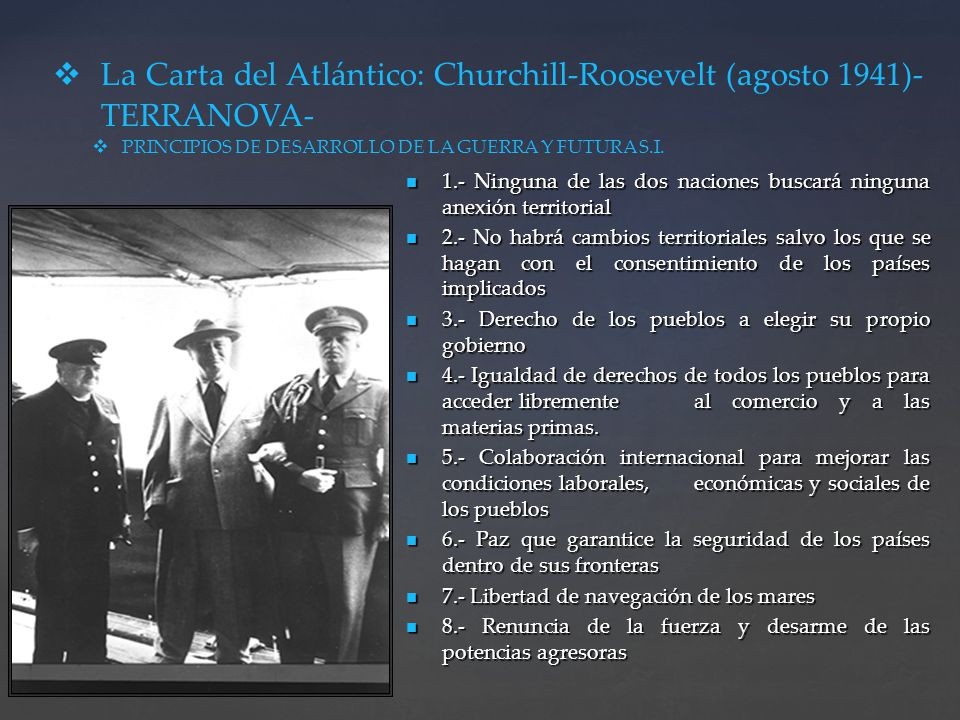 La Carta del Atlántico: Churchill-Roosevelt (agosto 1941)-
TERRANOVA-
PRINCIPIOS DE DESARROLLO DE LA GUERRA Y FUTURA S.I.
1.- Ninguna de las dos naciones buscará ninguna
anexión territorial
2.- No habrá cambios territoriales salvo los que se
hagan con el consentimiento de los países
implicados
3.- Derecho de los pueblos a elegir su propio
gobierno
4.- Igualdad de derechos de todos los pueblos para
acceder libremente al comercio y a las
materias primas.
5.- Colaboración internacional para mejorar las
condiciones laborales, económicas y sociales de
los pueblos
6.- Paz que garantice la seguridad de los países
dentro de sus fronteras
7.- Libertad de navegación de los mares
8.- Renuncia de la fuerza y desarme de las
potencias agresoras